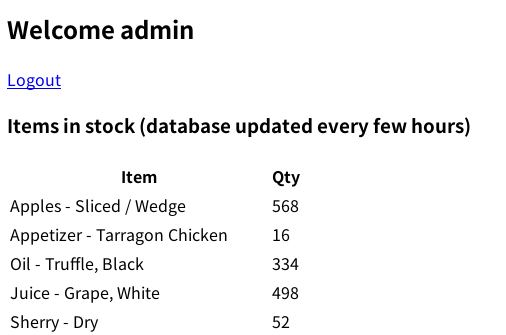 Welcome admin
Logout
Items in stock (database updated every few hours)
Item Qty
Apples - Sliced / Wedge 568
Appetizer - Tarragon Chicken 16
Oil - Truffle, Black 334
Juice - Grape, White 498
Sherry - Dry 52